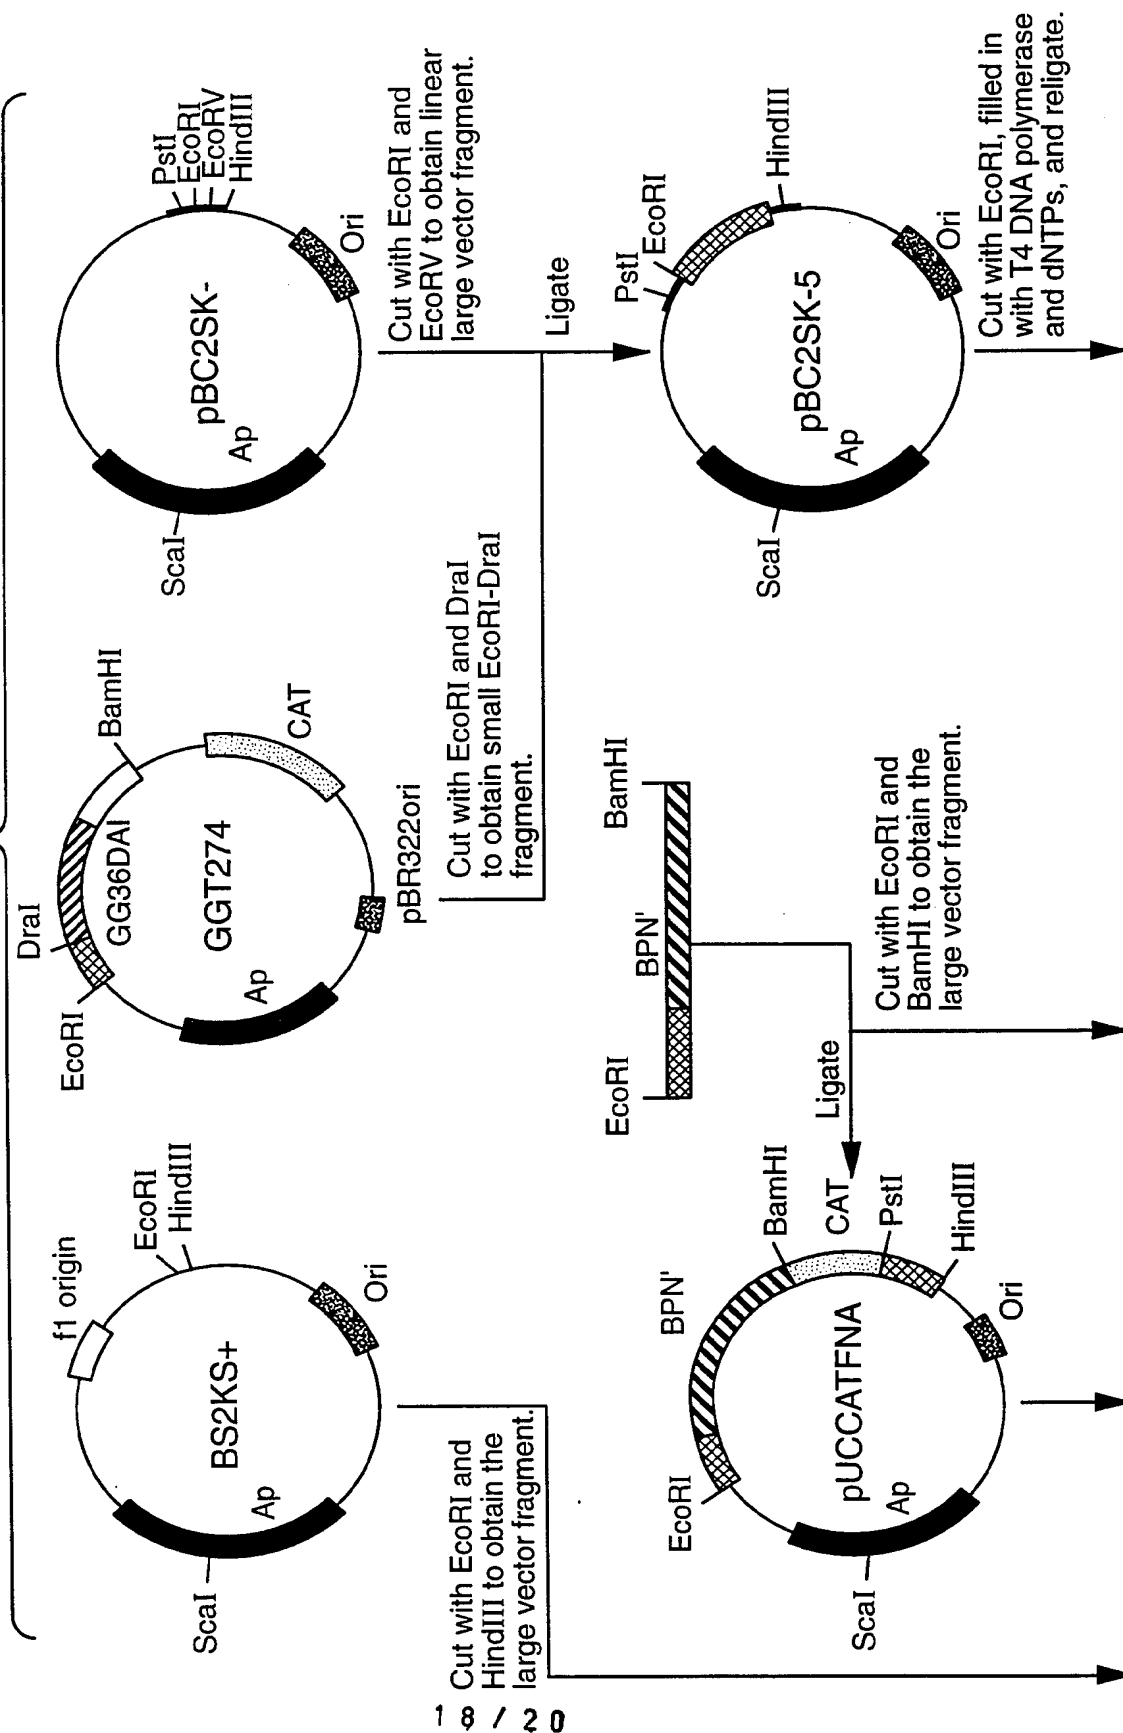 f1 origin
EcoRI
HindIII
BS2KS+
Ap
ScaI
Ori
Cut with EcoRI and
HindIII to obtain the
large vector fragment.
DraI
EcoRI
BamHI
GG36DAI
GGT274
CAT
Ap
pBR322ori
Cut with EcoRI and DraI
to obtain small EcoRI-DraI
fragment.
PstI
EcoRI
EcoRV
HindIII
pBC2SK-
Ap
ScaI
Ori
Cut with EcoRI and
EcoRV to obtain linear
large vector fragment.
Ligate
EcoRI
BPN'
BamHI
Ligate
Cut with EcoRI and
BamHI to obtain the
large vector fragment.
BPN'
EcoRI
BamHI
CAT
PstI
HindIII
pUCCATFNA
Ap
ScaI
Ori
PstI
EcoRI
HindIII
pBC2SK-5
Ap
ScaI
Ori
Cut with EcoRI, filled in
with T4 DNA polymerase
and dNTPs, and religate.
18/20